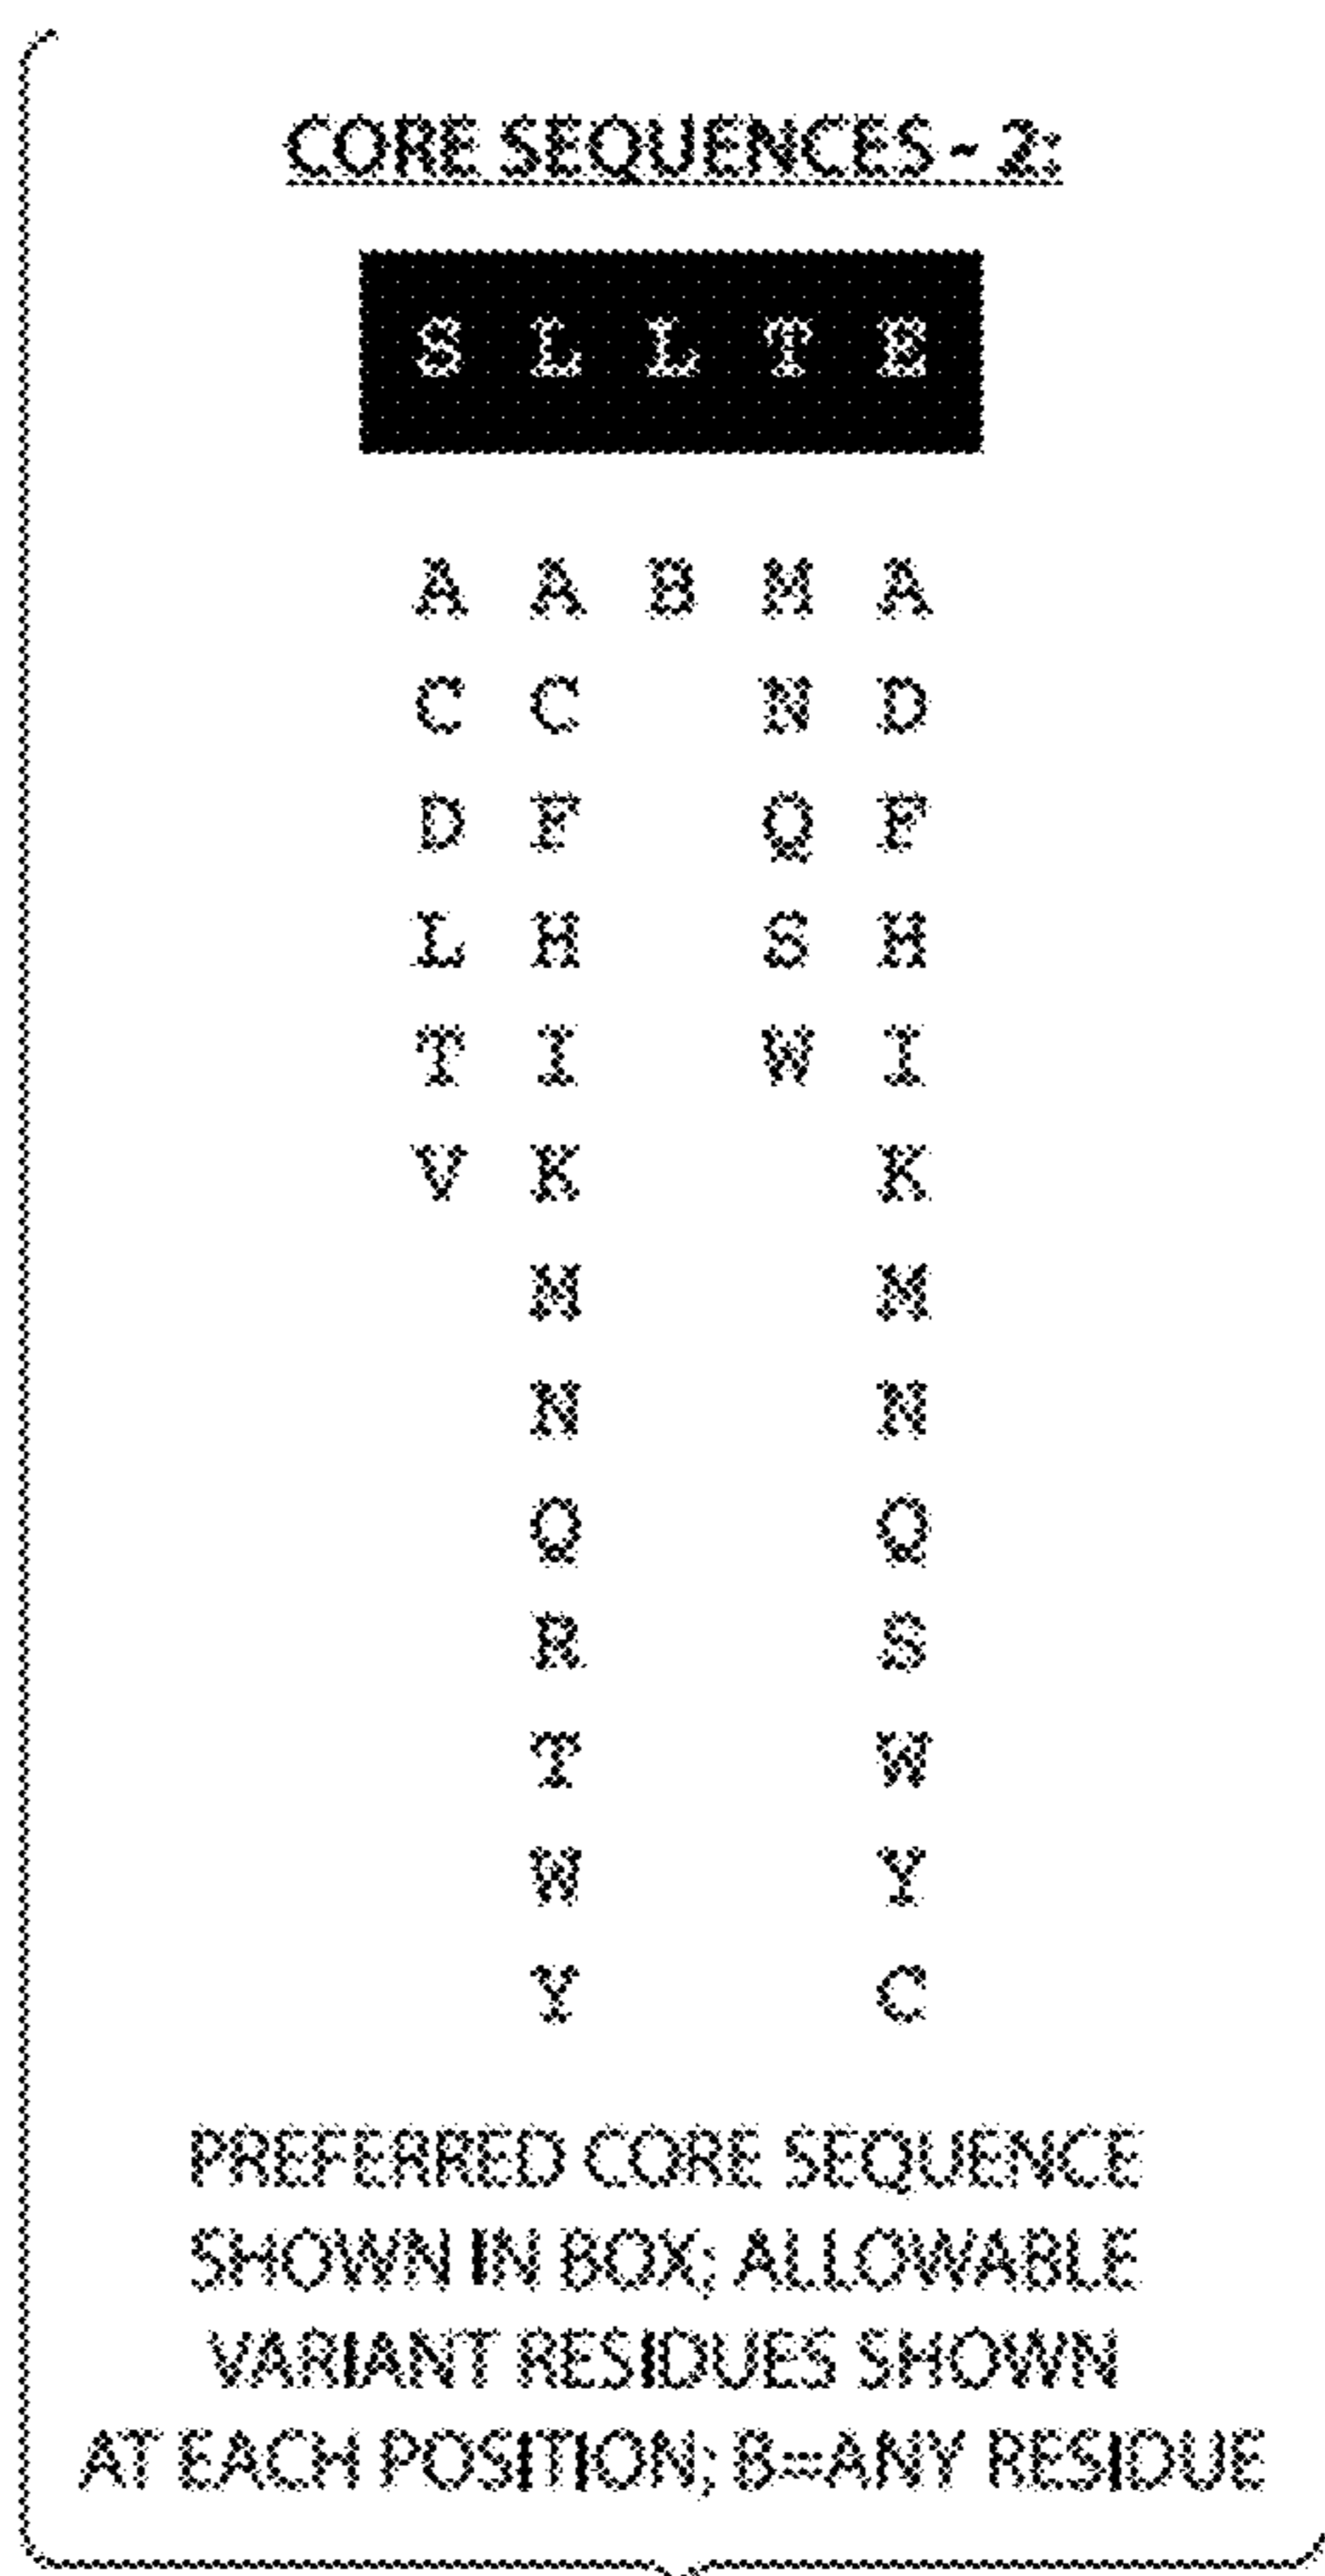 CORE SEQUENCES - 2:
S L L T E
A A B M A
C C N D
D F Q F
L H S H
T I W I
V K K
M M
N N
Q Q
R S
T W
W Y
Y C
PREFERRED CORE SEQUENCE
SHOWN IN BOX; ALLOWABLE
VARIANT RESIDUES SHOWN
AT EACH POSITION; B=ANY RESIDUE